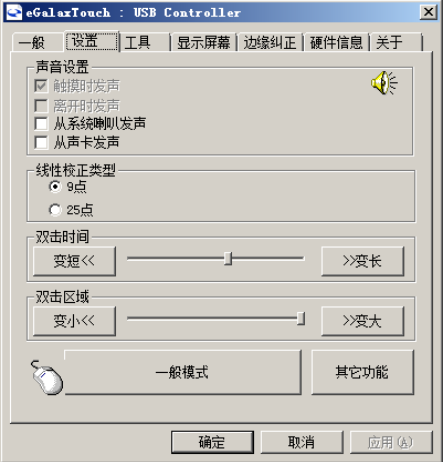 eGalaxTouch : USB Controller
一般 设置 工具 显示屏幕 边缘纠正 硬件信息 关于
声音设置
触摸时发声
离开时发声
从系统喇叭发声
从声卡发声
线性校正类型
9点
25点
双击时间
变短<< >>变长
双击区域
变小<< >>变大
一般模式 其它功能
确定 取消 应用(A)